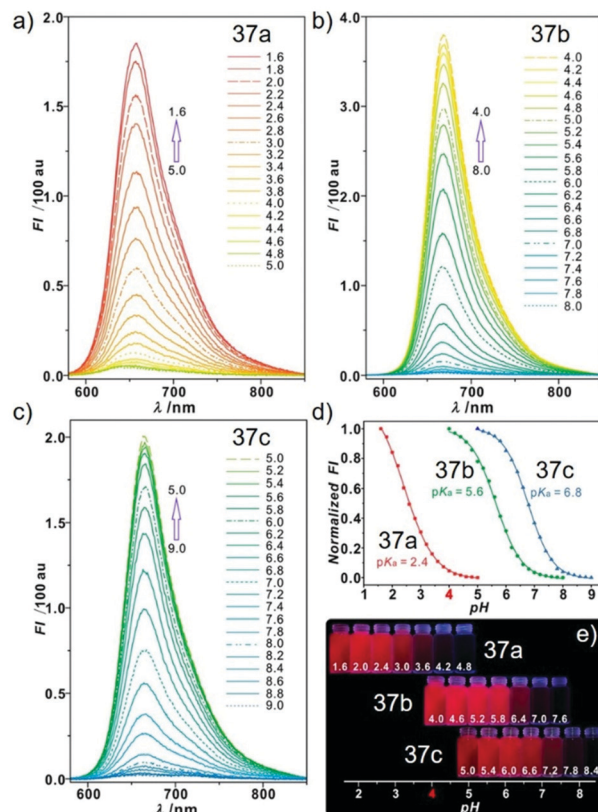 a)
37a
FI /100 au
2.0
1.5
1.0
0.5
0.0
1.6
5.0
1.6
1.8
2.0
2.2
2.4
2.6
2.8
3.0
3.2
3.4
3.6
3.8
4.0
4.2
4.4
4.6
4.8
5.0
600 700 800
λ /nm
b)
37b
FI /100 au
4.0
3.0
2.0
1.0
0.0
4.0
8.0
4.0
4.2
4.4
4.6
4.8
5.0
5.2
5.4
5.6
5.8
6.0
6.2
6.4
6.6
6.8
7.0
7.2
7.4
7.6
7.8
8.0
600 700 800
λ /nm
c)
37c
FI /100 au
2.0
1.5
1.0
0.5
0.0
5.0
9.0
5.0
5.2
5.4
5.6
5.8
6.0
6.2
6.4
6.6
6.8
7.0
7.2
7.4
7.6
7.8
8.0
8.2
8.4
8.6
8.8
9.0
600 700 800
λ /nm
d)
Normalized FI
1.0
0.8
0.6
0.4
0.2
0.0
37b
pKa = 5.6
37c
pKa = 6.8
37a
pKa = 2.4
1 2 3 4 5 6 7 8 9
pH
e)
1.6 2.0 2.4 3.0 3.6 4.2 4.8
37a
37b
4.0 4.6 5.2 5.8 6.4 7.0 7.6
37c
5.0 5.4 6.0 6.6 7.2 7.8 8.4
2 3 4 5 6 7 8
pH